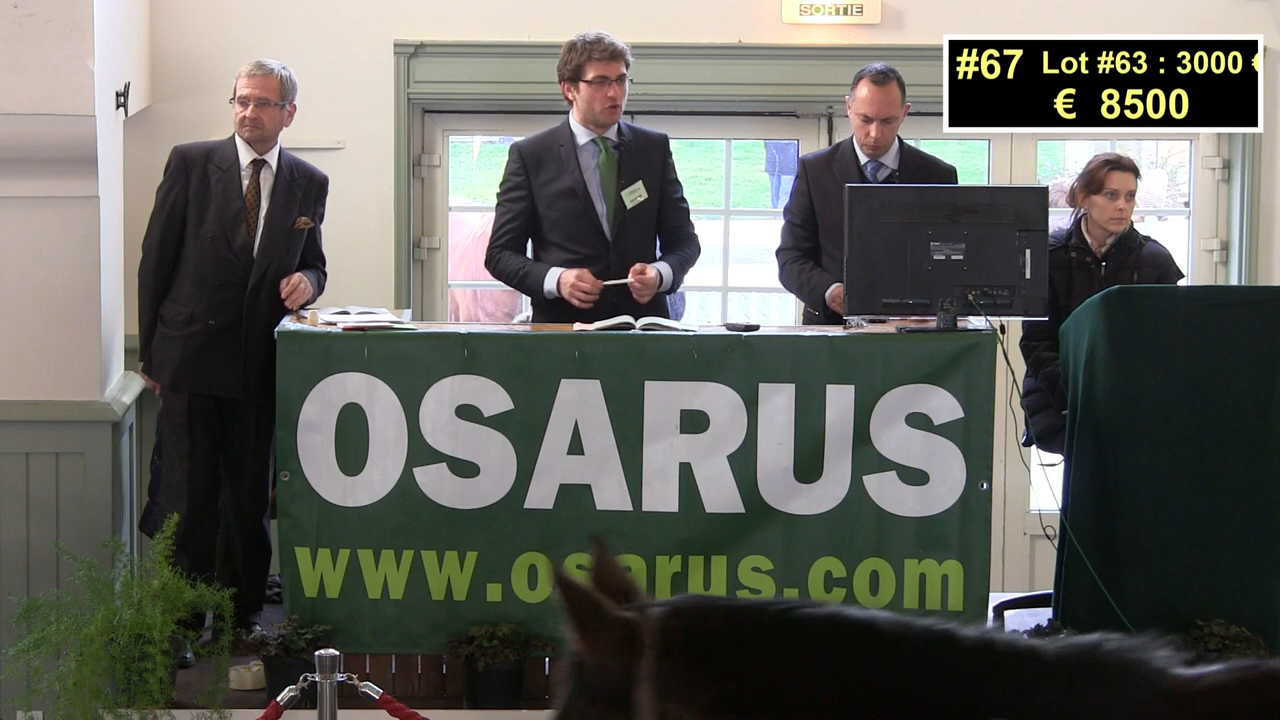 SORTIE
#67 Lot #63 : 3000 €
€ 8500
OSARUS
www.osarus.com